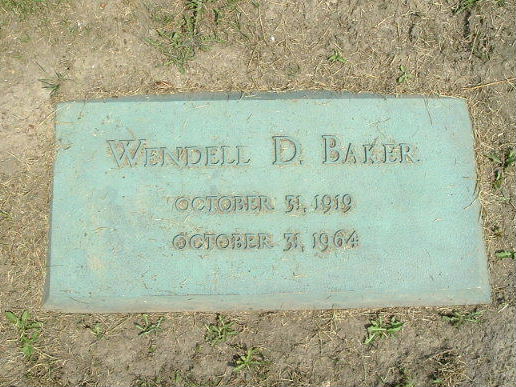 WENDELL D. BAKER
OCTOBER 31, 1919
OCTOBER 31, 1964